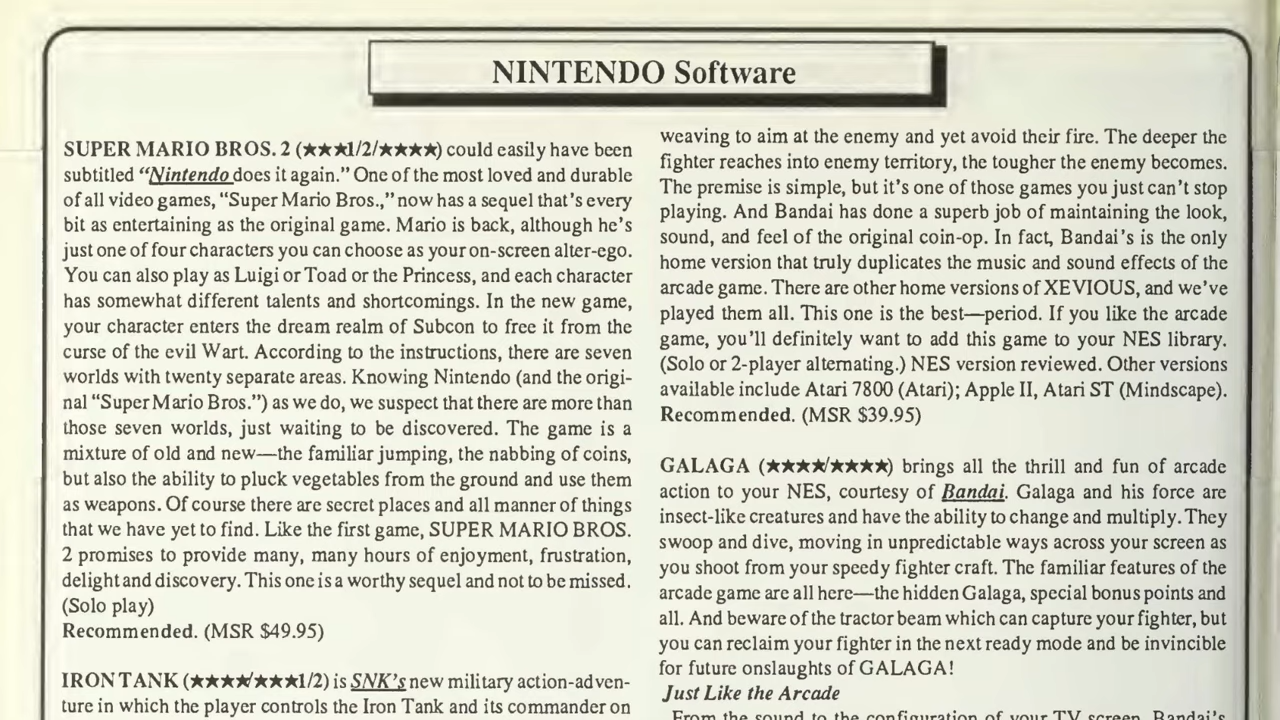 NINTENDO Software
SUPER MARIO BROS. 2 (★★★1/2/★★★★) could easily have been
subtitled “Nintendo does it again.” One of the most loved and durable
of all video games, “Super Mario Bros.,” now has a sequel that’s every
bit as entertaining as the original game. Mario is back, although he’s
just one of four characters you can choose as your on-screen alter-ego.
You can also play as Luigi or Toad or the Princess, and each character
has somewhat different talents and shortcomings. In the new game,
your character enters the dream realm of Subcon to free it from the
curse of the evil Wart. According to the instructions, there are seven
worlds with twenty separate areas. Knowing Nintendo (and the origi-
nal “Super Mario Bros.”) as we do, we suspect that there are more than
those seven worlds, just waiting to be discovered. The game is a
mixture of old and new—the familiar jumping, the nabbing of coins,
but also the ability to pluck vegetables from the ground and use them
as weapons. Of course there are secret places and all manner of things
that we have yet to find. Like the first game, SUPER MARIO BROS.
2 promises to provide many, many hours of enjoyment, frustration,
delight and discovery. This one is a worthy sequel and not to be missed.
(Solo play)
Recommended. (MSR $49.95)
IRON TANK (★★★★/★★★1/2) is SNK’s new military action-adven-
ture in which the player controls the Iron Tank and its commander on
weaving to aim at the enemy and yet avoid their fire. The deeper the
fighter reaches into enemy territory, the tougher the enemy becomes.
The premise is simple, but it’s one of those games you just can’t stop
playing. And Bandai has done a superb job of maintaining the look,
sound, and feel of the original coin-op. In fact, Bandai’s is the only
home version that truly duplicates the music and sound effects of the
arcade game. There are other home versions of XEVIOUS, and we’ve
played them all. This one is the best—period. If you like the arcade
game, you’ll definitely want to add this game to your NES library.
(Solo or 2-player alternating.) NES version reviewed. Other versions
available include Atari 7800 (Atari); Apple II, Atari ST (Mindscape).
Recommended. (MSR $39.95)
GALAGA (★★★★/★★★★) brings all the thrill and fun of arcade
action to your NES, courtesy of Bandai. Galaga and his force are
insect-like creatures and have the ability to change and multiply. They
swoop and dive, moving in unpredictable ways across your screen as
you shoot from your speedy fighter craft. The familiar features of the
arcade game are all here—the hidden Galaga, special bonus points and
all. And beware of the tractor beam which can capture your fighter, but
you can reclaim your fighter in the next ready mode and be invincible
for future onslaughts of GALAGA!
Just Like the Arcade
From the sound to the configuration of your TV screen, Bandai’s